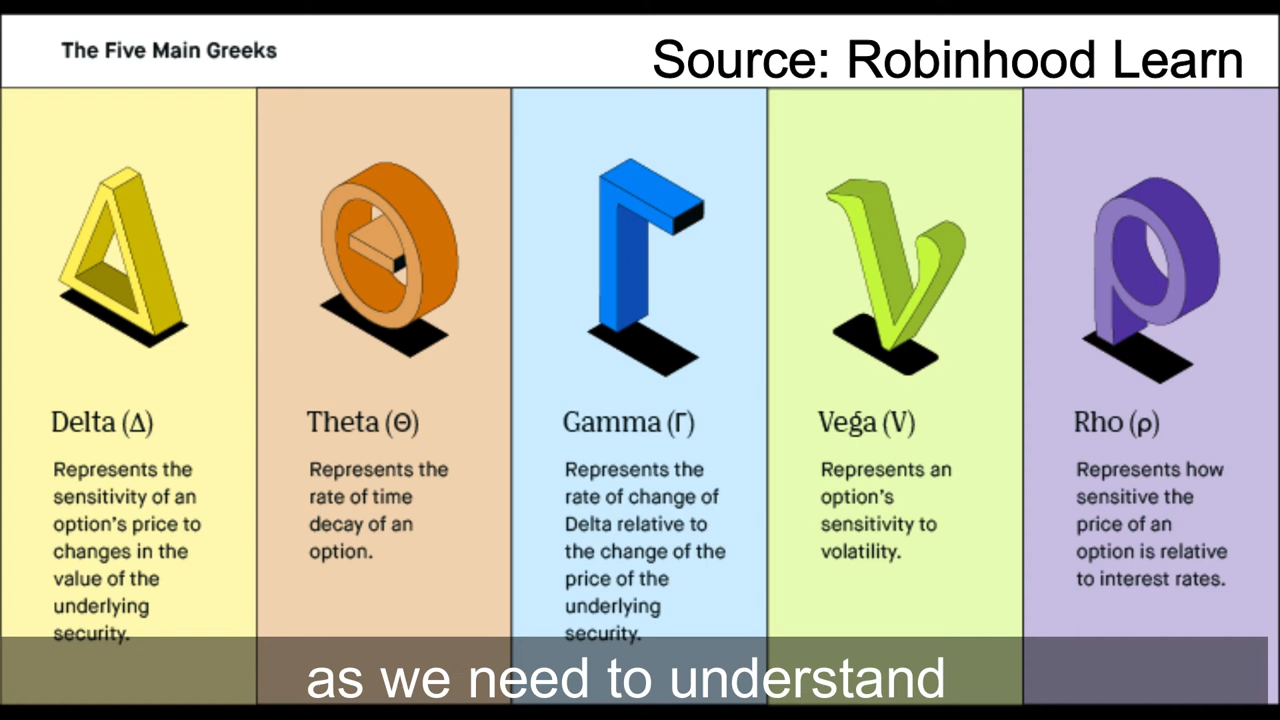 The Five Main Greeks
Source: Robinhood Learn
Delta (Δ)
Represents the
sensitivity of an
option's price to
changes in the
value of the
underlying
security.
Theta (Θ)
Represents the
rate of time
decay of an
option.
Gamma (Γ)
Represents the
rate of change of
Delta relative to
the change of the
price of the
underlying
security.
Vega (V)
Represents an
option's
sensitivity to
volatility.
Rho (ρ)
Represents how
sensitive the
price of an
option is relative
to interest rates.
as we need to understand